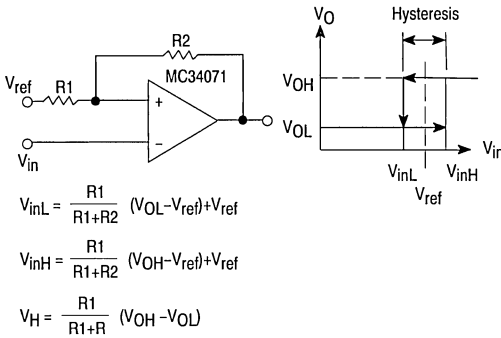 R2
MC34071
Vref R1
+
−
Vin
VO
Hysteresis
VOH
VOL
VinL VinH Vin
Vref
VinL = R1/R1+R2 (VOL–Vref)+Vref
VinH = R1/R1+R2 (VOH–Vref)+Vref
VH = R1/R1+R (VOH –VOL)